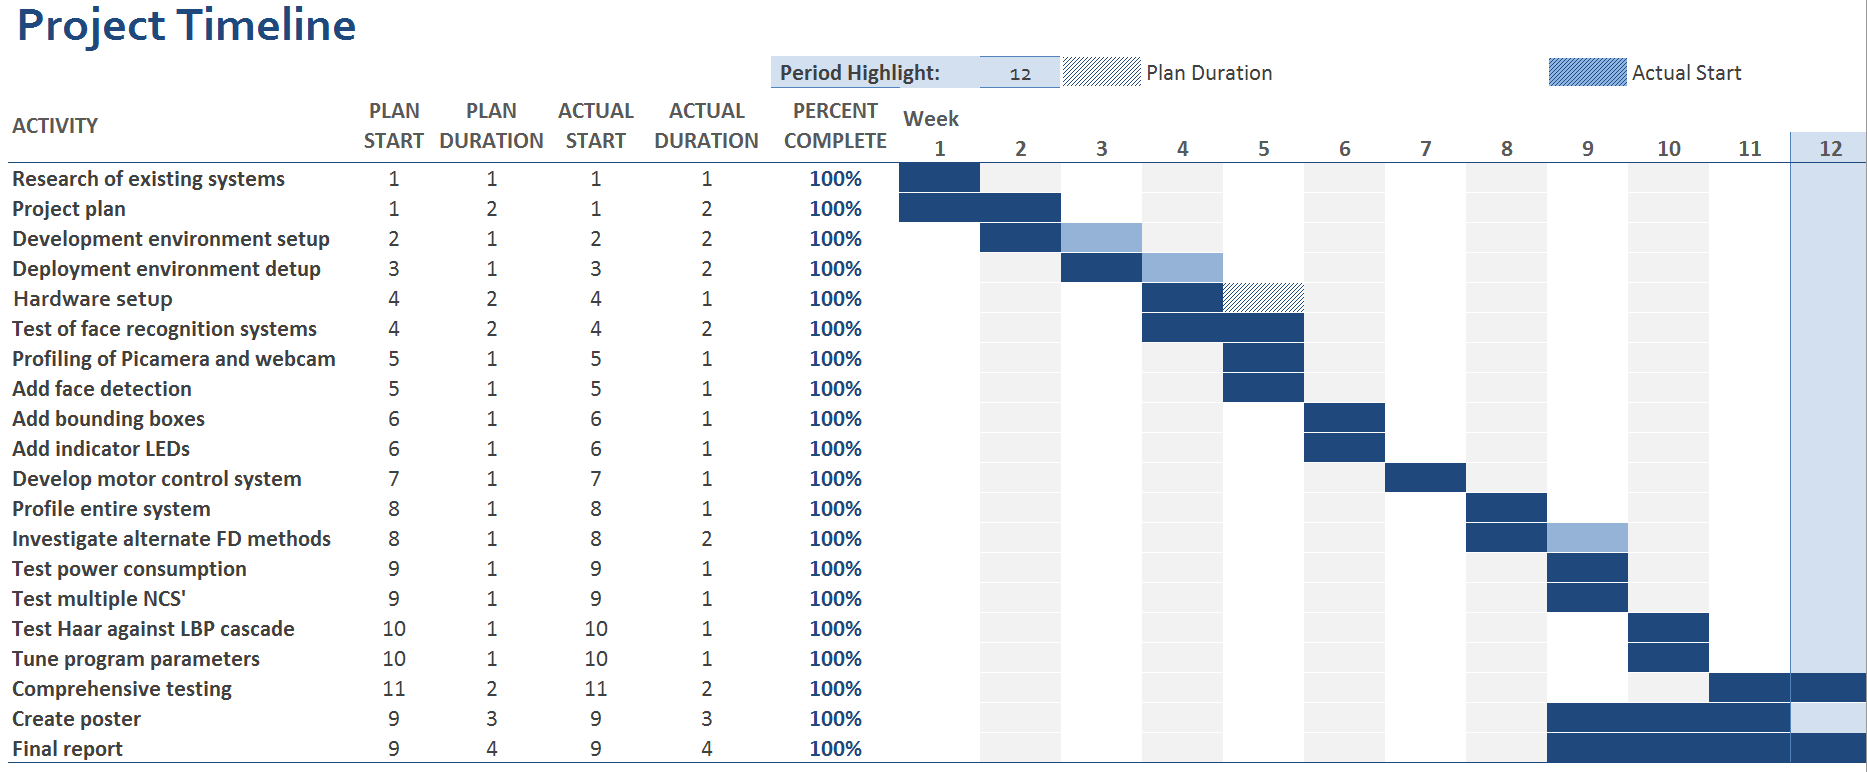 Project Timeline
Period Highlight: 12 Plan Duration Actual Start
ACTIVITY PLAN START PLAN DURATION ACTUAL START ACTUAL DURATION PERCENT COMPLETE Week
1 2 3 4 5 6 7 8 9 10 11 12
Research of existing systems 1 1 1 1 100%
Project plan 1 2 1 2 100%
Development environment setup 2 1 2 2 100%
Deployment environment detup 3 1 3 2 100%
Hardware setup 4 2 4 1 100%
Test of face recognition systems 4 2 4 2 100%
Profiling of Picamera and webcam 5 1 5 1 100%
Add face detection 5 1 5 1 100%
Add bounding boxes 6 1 6 1 100%
Add indicator LEDs 6 1 6 1 100%
Develop motor control system 7 1 7 1 100%
Profile entire system 8 1 8 1 100%
Investigate alternate FD methods 8 1 8 2 100%
Test power consumption 9 1 9 1 100%
Test multiple NCS' 9 1 9 1 100%
Test Haar against LBP cascade 10 1 10 1 100%
Tune program parameters 10 1 10 1 100%
Comprehensive testing 11 2 11 2 100%
Create poster 9 3 9 3 100%
Final report 9 4 9 4 100%